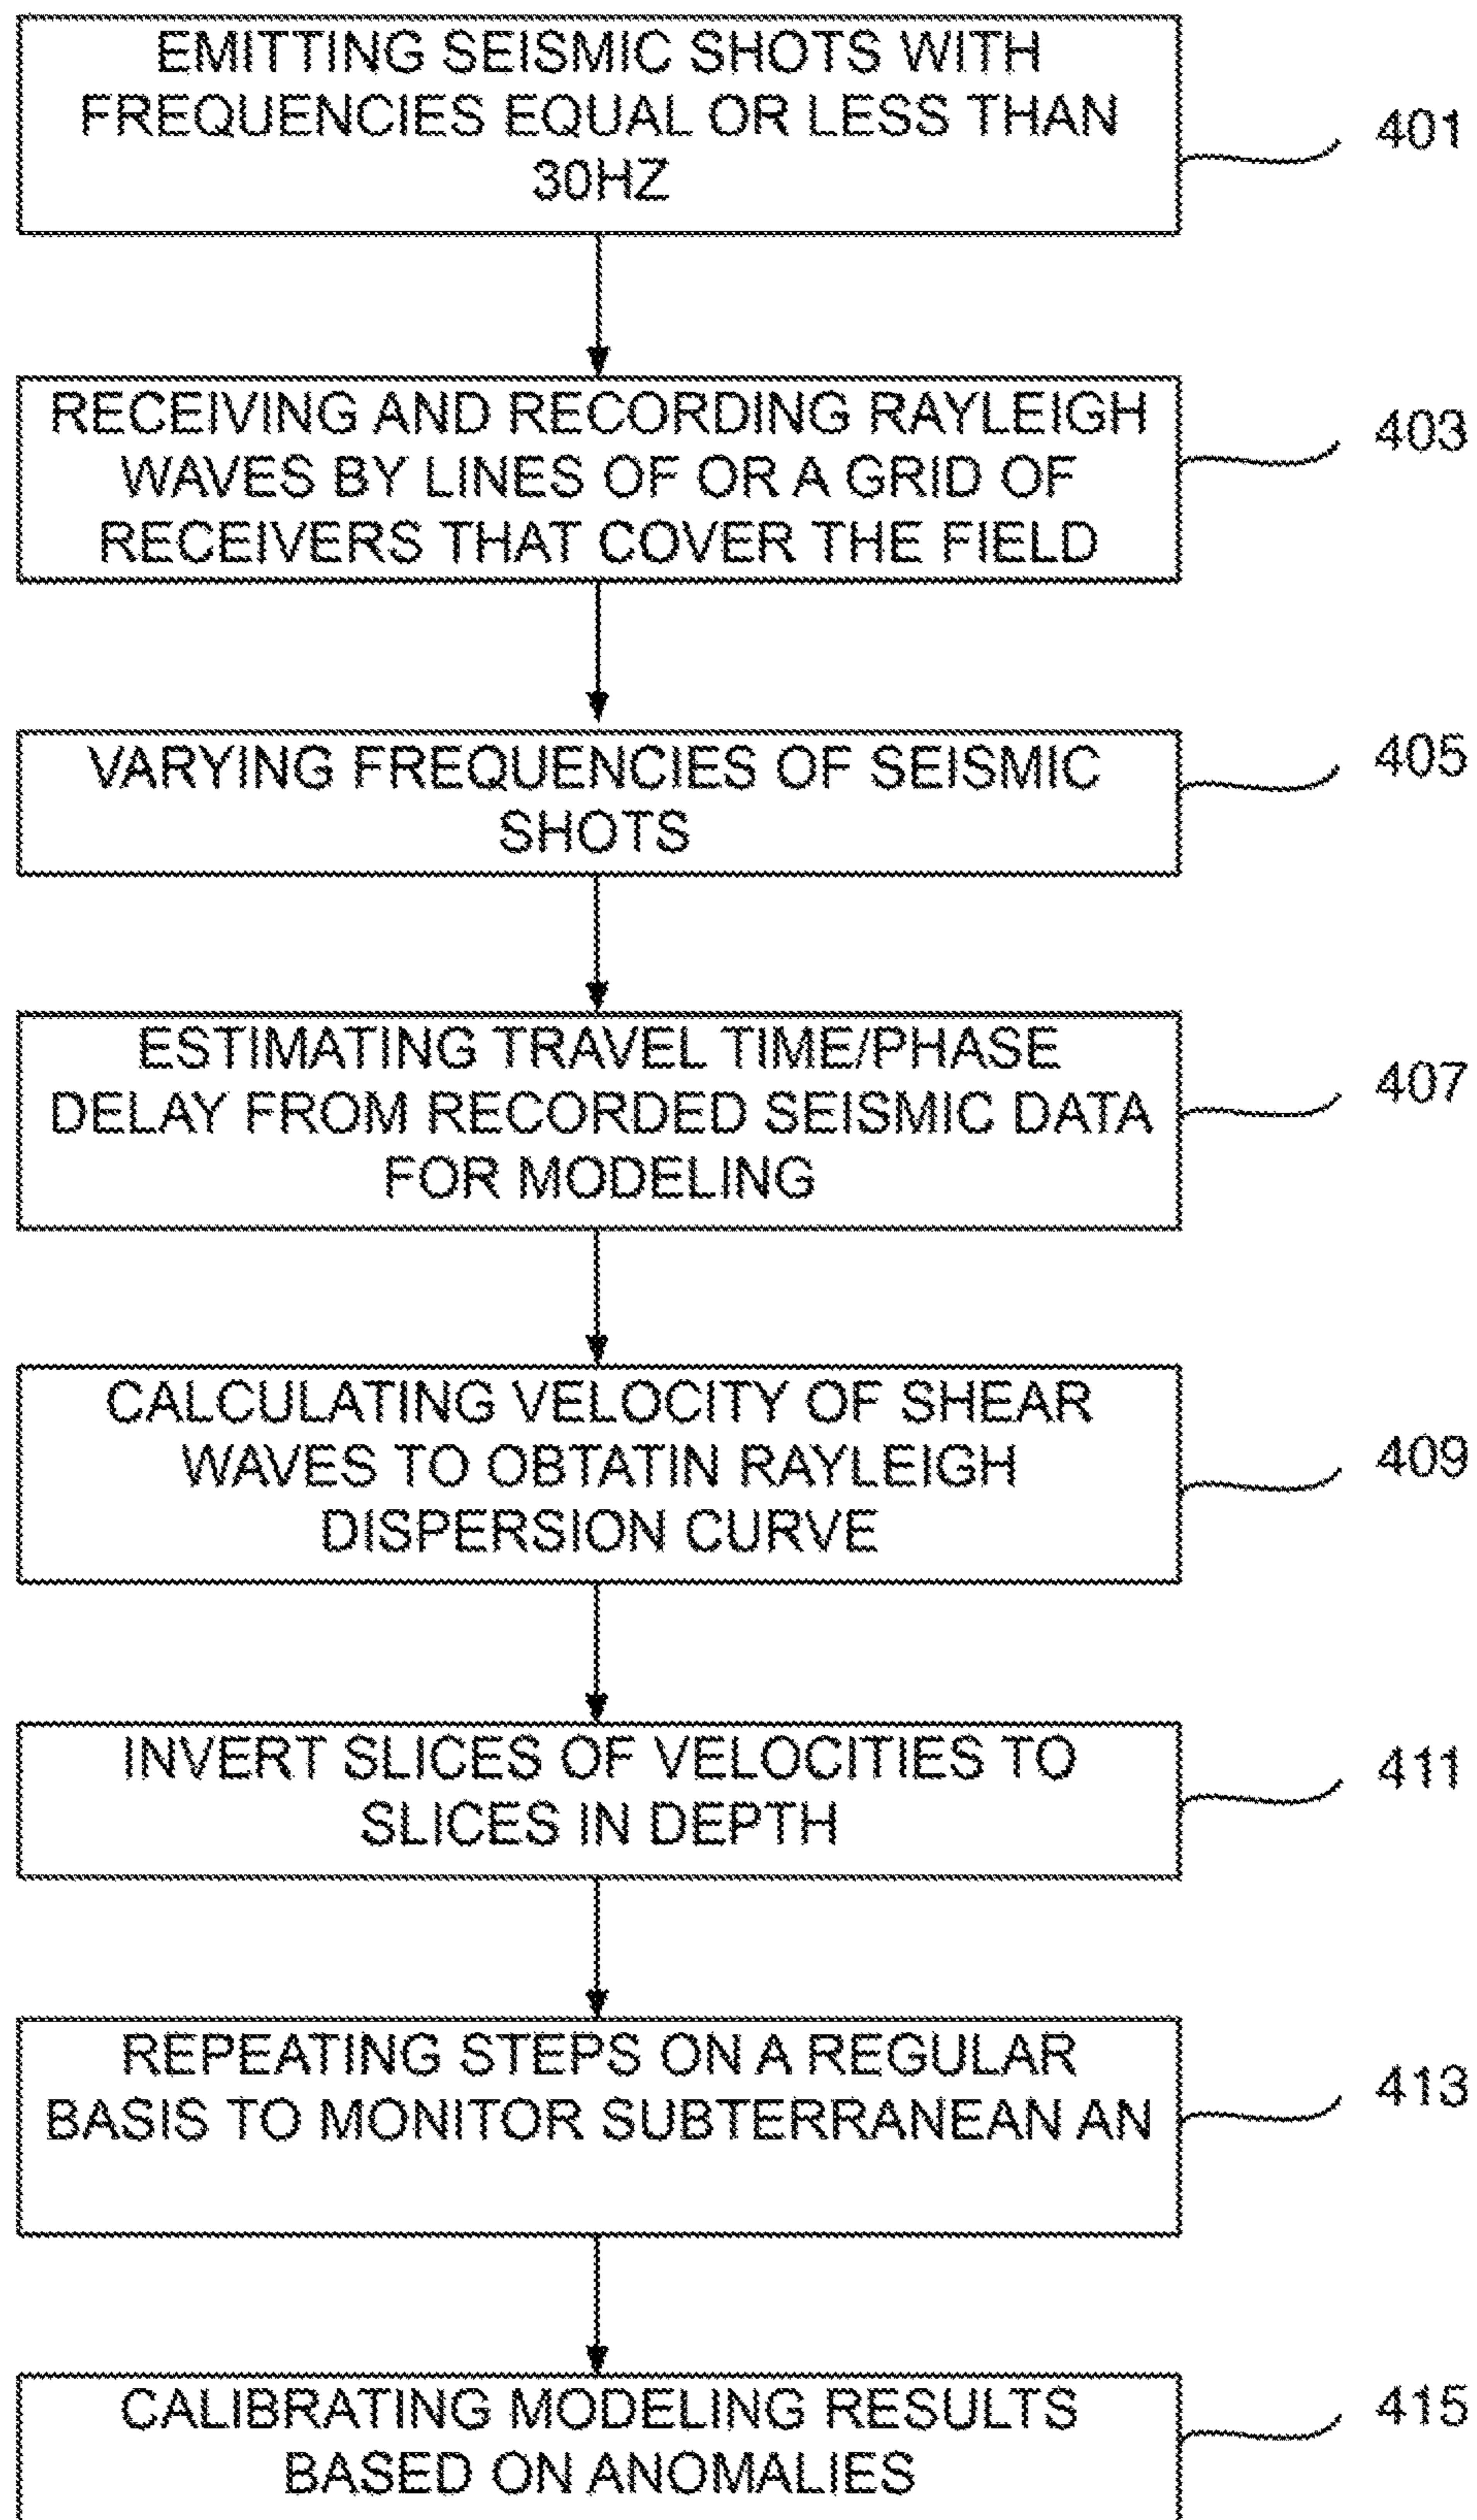 EMITTING SEISMIC SHOTS WITH
FREQUENCIES EQUAL OR LESS THAN
30HZ
401
RECEIVING AND RECORDING RAYLEIGH
WAVES BY LINES OF OR A GRID OF
RECEIVERS THAT COVER THE FIELD
403
VARYING FREQUENCIES OF SEISMIC
SHOTS
405
ESTIMATING TRAVEL TIME/PHASE
DELAY FROM RECORDED SEISMIC DATA
FOR MODELING
407
CALCULATING VELOCITY OF SHEAR
WAVES TO OBTATIN RAYLEIGH
DISPERSION CURVE
409
INVERT SLICES OF VELOCITIES TO
SLICES IN DEPTH
411
REPEATING STEPS ON A REGULAR
BASIS TO MONITOR SUBTERRANEAN AN
413
CALIBRATING MODELING RESULTS
BASED ON ANOMALIES
415